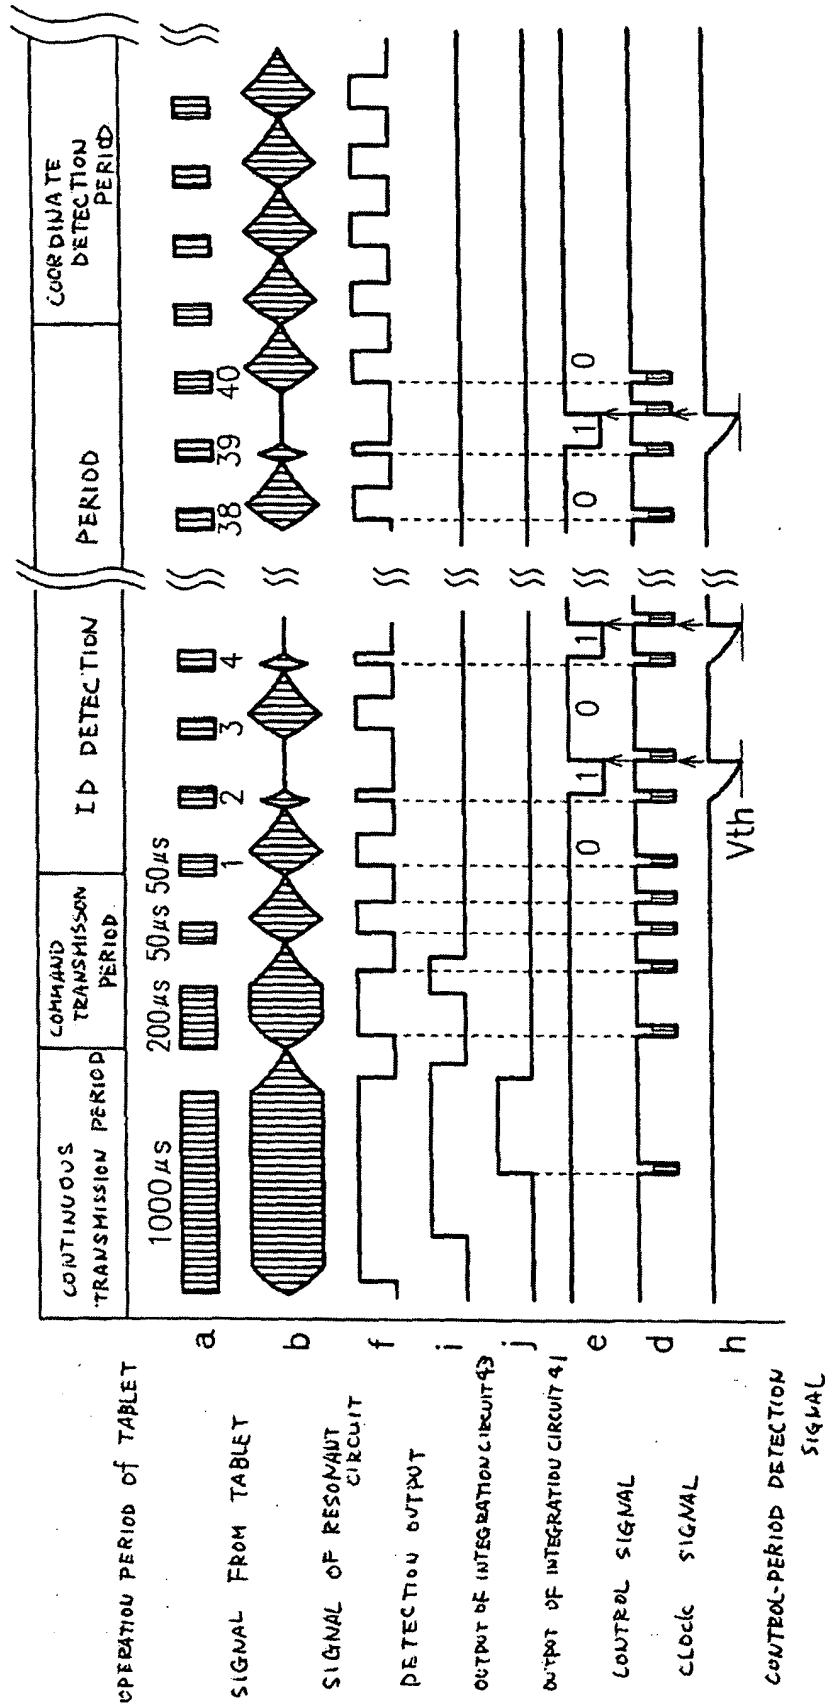 OPERATION PERIOD OF TABLET
CONTINUOUS
TRANSMISSION PERIOD
COMMAND
TRANSMISSON
PERIOD
ID DETECTION
PERIOD
COORDINATE
DETECTION
PERIOD
SIGNAL FROM TABLET
a
1000µs
200µs
50µs
50µs
1
2
3
4
38
39
40
SIGNAL OF RESONANT
CIRCUIT
b
DETECTION OUTPUT
f
OUTPUT OF INTEGRATION CIRCUIT 43
i
OUTPUT OF INTEGRATION CIRCUIT 41
j
CONTROL SIGNAL
e
0
1
0
1
0
1
0
CLOCK SIGNAL
d
CONTROL-PERIOD DETECTION
SIGNAL
h
Vth